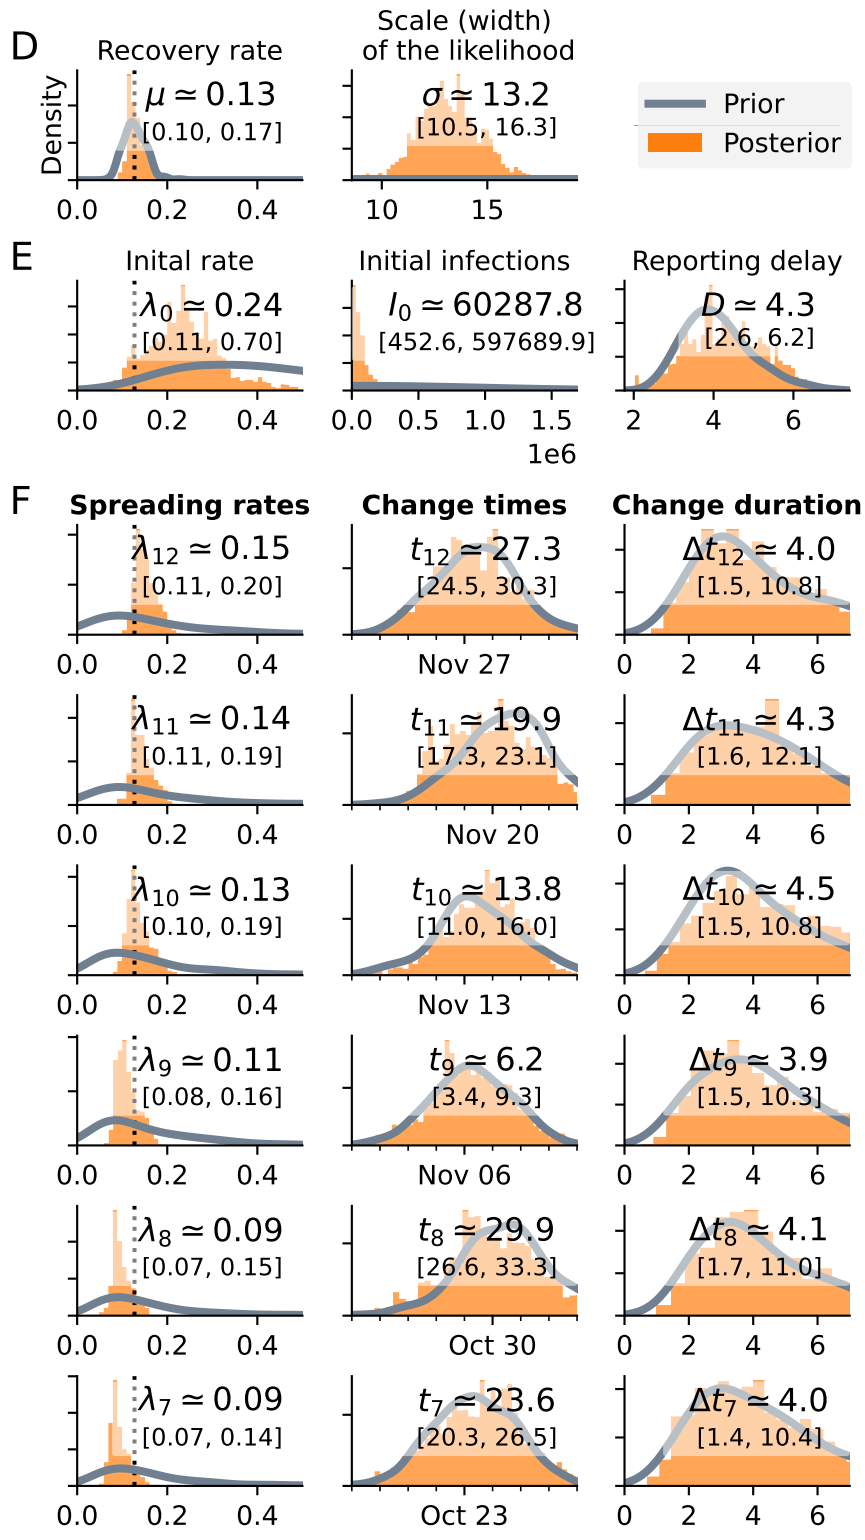 D
Recovery rate
Scale (width)
of the likelihood
Density
μ ≃ 0.13
[0.10, 0.17]
σ ≃ 13.2
[10.5, 16.3]
Prior
Posterior
0.0 0.2 0.4
10 15
E
Inital rate
Initial infections
Reporting delay
λ0 ≃ 0.24
[0.11, 0.70]
I0 ≃ 60287.8
[452.6, 597689.9]
D ≃ 4.3
[2.6, 6.2]
0.0 0.2 0.4
0.0 0.5 1.0 1.5
1e6
2 4 6
F
Spreading rates
Change times
Change duration
λ12 ≃ 0.15
[0.11, 0.20]
t12 ≃ 27.3
[24.5, 30.3]
Δt12 ≃ 4.0
[1.5, 10.8]
0.0 0.2 0.4
Nov 27
0 2 4 6
λ11 ≃ 0.14
[0.11, 0.19]
t11 ≃ 19.9
[17.3, 23.1]
Δt11 ≃ 4.3
[1.6, 12.1]
0.0 0.2 0.4
Nov 20
0 2 4 6
λ10 ≃ 0.13
[0.10, 0.19]
t10 ≃ 13.8
[11.0, 16.0]
Δt10 ≃ 4.5
[1.5, 10.8]
0.0 0.2 0.4
Nov 13
0 2 4 6
λ9 ≃ 0.11
[0.08, 0.16]
t9 ≃ 6.2
[3.4, 9.3]
Δt9 ≃ 3.9
[1.5, 10.3]
0.0 0.2 0.4
Nov 06
0 2 4 6
λ8 ≃ 0.09
[0.07, 0.15]
t8 ≃ 29.9
[26.6, 33.3]
Δt8 ≃ 4.1
[1.7, 11.0]
0.0 0.2 0.4
Oct 30
0 2 4 6
λ7 ≃ 0.09
[0.07, 0.14]
t7 ≃ 23.6
[20.3, 26.5]
Δt7 ≃ 4.0
[1.4, 10.4]
0.0 0.2 0.4
Oct 23
0 2 4 6